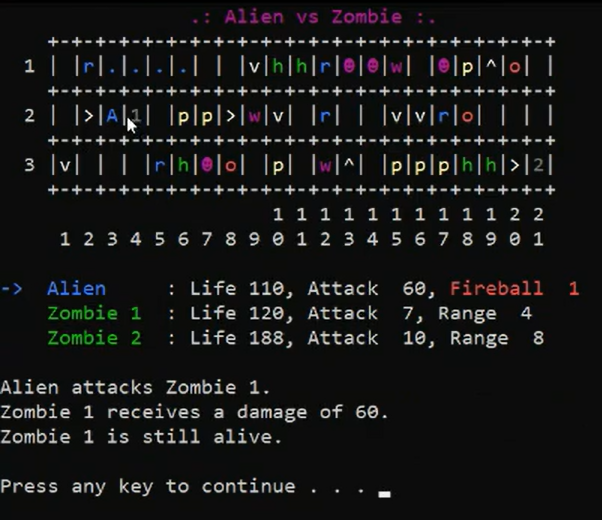 .: Alien vs Zombie :.
+-+-+-+-+-+-+-+-+-+-+-+-+-+-+-+-+-+-+-+-+-+
1 | |r|.|.|.|.| | |v|h|h|r|☻|☻|w| |☻|p|^|o| |
+-+-+-+-+-+-+-+-+-+-+-+-+-+-+-+-+-+-+-+-+-+
2 | |>|A|1| |p|p|>|w|v| |r| | |v|v|r|o| | | |
+-+-+-+-+-+-+-+-+-+-+-+-+-+-+-+-+-+-+-+-+-+
3 |v| | | |r|h|☻|o| |p| |w|^| |p|p|p|h|h|>|2|
+-+-+-+-+-+-+-+-+-+-+-+-+-+-+-+-+-+-+-+-+-+
1 1 1 1 1 1 1 1 1 1 2 2
1 2 3 4 5 6 7 8 9 0 1 2 3 4 5 6 7 8 9 0 1
-> Alien : Life 110, Attack 60, Fireball 1
Zombie 1 : Life 120, Attack 7, Range 4
Zombie 2 : Life 188, Attack 10, Range 8
Alien attacks Zombie 1.
Zombie 1 receives a damage of 60.
Zombie 1 is still alive.
Press any key to continue . . .